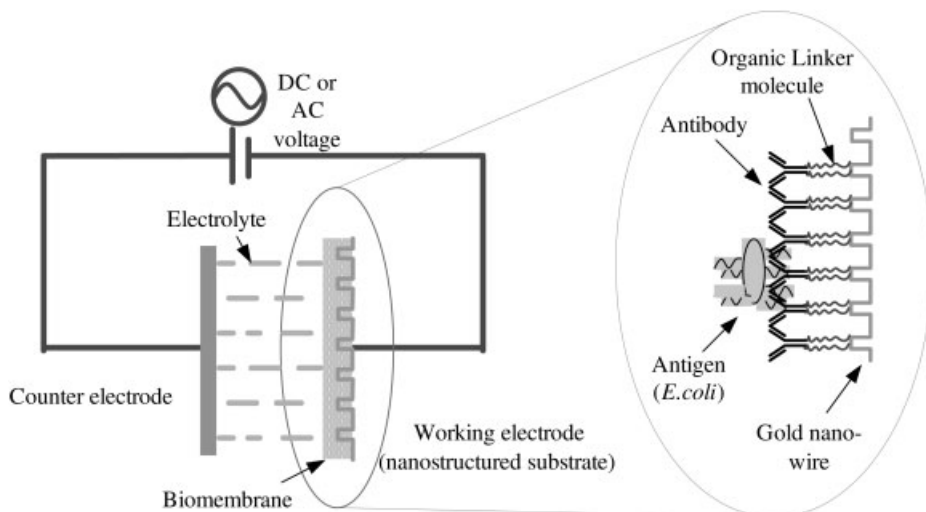 DC or
AC
voltage
Electrolyte
Counter electrode
Working electrode
(nanostructured substrate)
Biomembrane
Organic Linker
molecule
Antibody
Antigen
(E.coli)
Gold nano-
wire